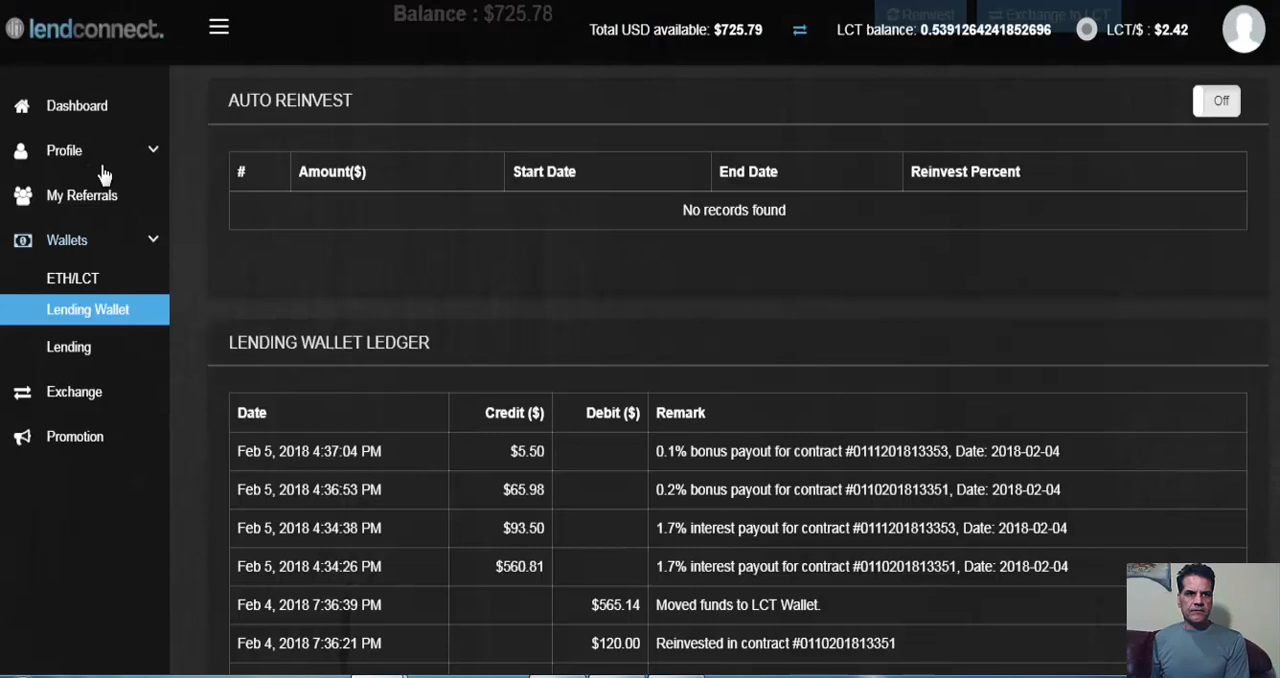 lendconnect.
Balance : $725.78
Reinvest
Exchange to LCT
Total USD available: $725.79
LCT balance: 0.5391264241852696
LCT/$ : $2.42
Dashboard
Profile
My Referrals
Wallets
ETH/LCT
Lending Wallet
Lending
Exchange
Promotion
AUTO REINVEST
Off
# Amount($) Start Date End Date Reinvest Percent
No records found
LENDING WALLET LEDGER
Date Credit ($) Debit ($) Remark
Feb 5, 2018 4:37:04 PM $5.50 0.1% bonus payout for contract #0111201813353, Date: 2018-02-04
Feb 5, 2018 4:36:53 PM $65.98 0.2% bonus payout for contract #0110201813351, Date: 2018-02-04
Feb 5, 2018 4:34:38 PM $93.50 1.7% interest payout for contract #0111201813353, Date: 2018-02-04
Feb 5, 2018 4:34:26 PM $560.81 1.7% interest payout for contract #0110201813351, Date: 2018-02-04
Feb 4, 2018 7:36:39 PM $565.14 Moved funds to LCT Wallet.
Feb 4, 2018 7:36:21 PM $120.00 Reinvested in contract #0110201813351